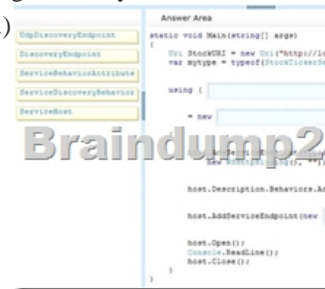 a)
Answer Area
UdpDiscoveryEndpoint
DiscoveryEndpoint
ServiceBehaviorAttribute
ServiceDiscoveryBehavior
ServiceHost
static void Main(string[] args)
{
Uri StockURI = new Uri("http://lo
var mytype = typeof(StockTickerSe
using (
= new
Braindump2
new (), ""
host.Description.Behaviors.Ad
host.AddServiceEndpoint(new
host.Open();
Console.ReadLine();
host.Close();
}
}